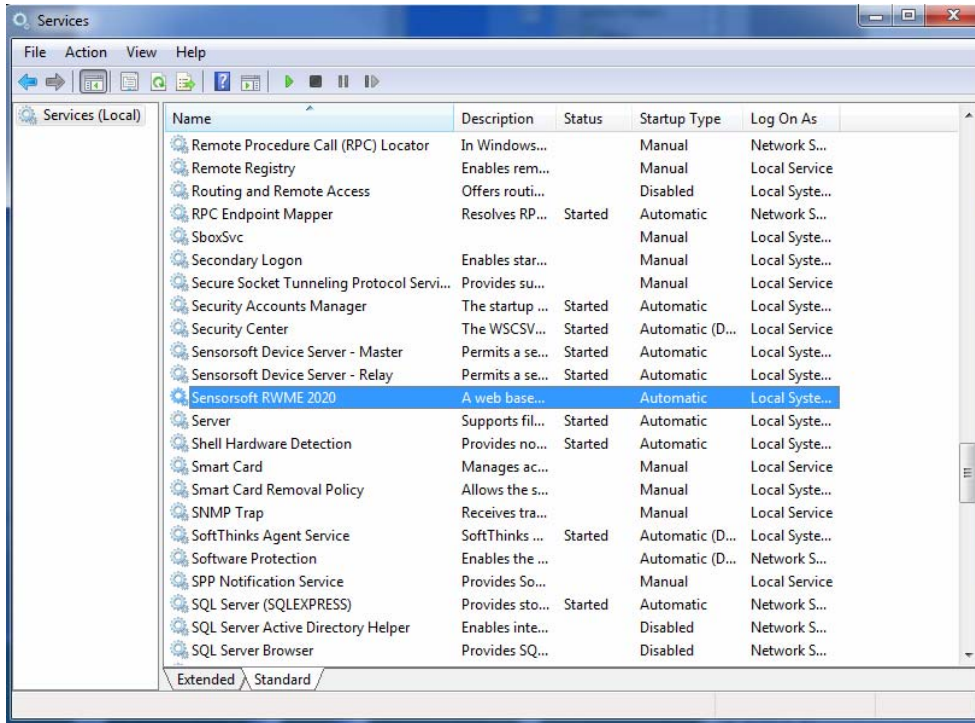 Services
File Action View Help
Services (Local)
Name Description Status Startup Type Log On As
Remote Procedure Call (RPC) Locator In Windows... Manual Network S...
Remote Registry Enables rem... Manual Local Service
Routing and Remote Access Offers routi... Disabled Local Syste...
RPC Endpoint Mapper Resolves RP... Started Automatic Network S...
SboxSvc Manual Local Syste...
Secondary Logon Enables star... Manual Local Syste...
Secure Socket Tunneling Protocol Servi... Provides su... Manual Local Service
Security Accounts Manager The startup ... Started Automatic Local Syste...
Security Center The WSCSV... Started Automatic (D... Local Service
Sensorsoft Device Server - Master Permits a se... Started Automatic Local Syste...
Sensorsoft Device Server - Relay Permits a se... Started Automatic Local Syste...
Sensorsoft RWME 2020 A web base... Automatic Local Syste...
Server Supports fil... Started Automatic Local Syste...
Shell Hardware Detection Provides no... Started Automatic Local Syste...
Smart Card Manages ac... Manual Local Service
Smart Card Removal Policy Allows the s... Manual Local Syste...
SNMP Trap Receives tra... Manual Local Service
SoftThinks Agent Service SoftThinks ... Started Automatic (D... Local Syste...
Software Protection Enables the ... Automatic (D... Network S...
SPP Notification Service Provides So... Manual Local Service
SQL Server (SQLEXPRESS) Provides sto... Started Automatic Network S...
SQL Server Active Directory Helper Enables inte... Disabled Network S...
SQL Server Browser Provides SQ... Disabled Network S...
Extended Standard